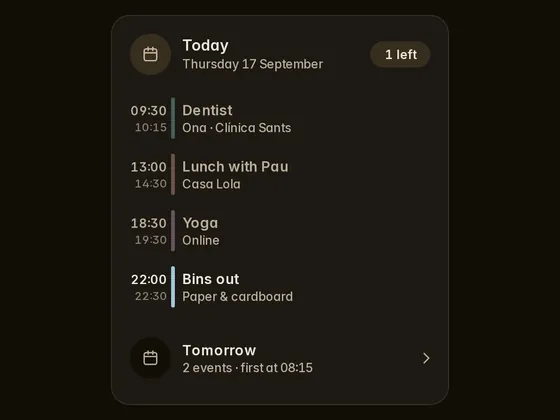 Today
Thursday 17 September
1 left
09:30 Dentist
10:15 Ona · Clínica Sants
13:00 Lunch with Pau
14:30 Casa Lola
18:30 Yoga
19:30 Online
22:00 Bins out
22:30 Paper & cardboard
Tomorrow
2 events · first at 08:15